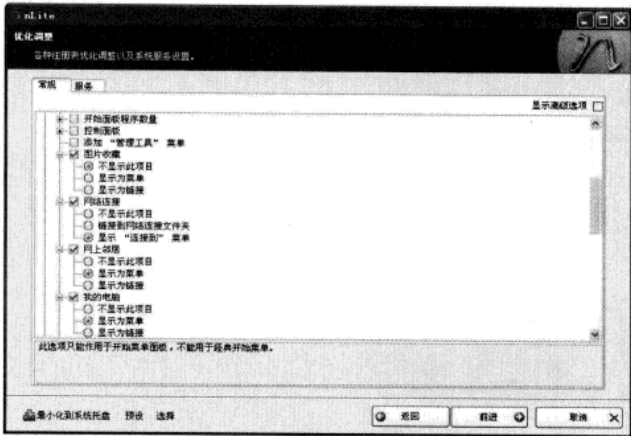 nLite
优化调整
各种注册表优化调整以及系统服务设置。
常规 服务
显示高级选项
开始面板程序数量
控制面板
添加 “管理工具” 菜单
图片收藏
不显示此项目
显示为菜单
显示为链接
网络连接
不显示此项目
链接到网络连接文件夹
显示 “连接到” 菜单
网上邻居
不显示此项目
显示为菜单
显示为链接
我的电脑
不显示此项目
显示为菜单
显示为链接
此选项只能作用于开始菜单面板，不能用于经典开始菜单。
最小化到系统托盘 预设 选择
返回 前进 取消